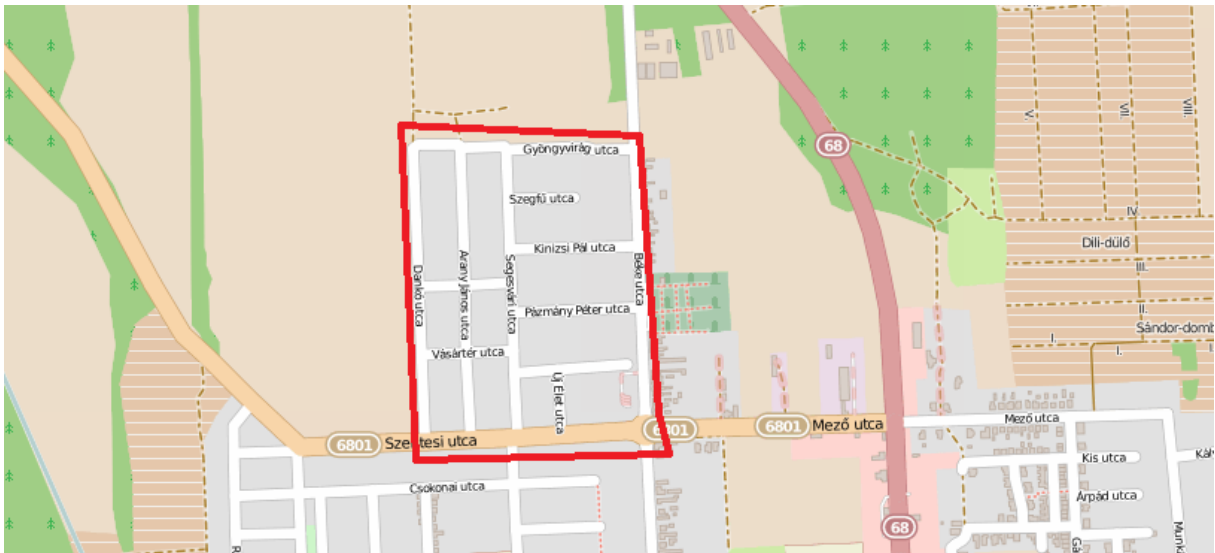 Gyöngyvirág utca
68
V.
VII.
VIII.
Szegfű utca
IV.
Kinizsi Pál utca
Dili-dűlő
III.
Dankó utca
Arany János utca
Segesvári utca
Béke utca
Pázmány Péter utca
II.
Sándor-domb
I.
I.
Vásártér utca
Új Élet utca
6801
Szentesi utca
6801
6801
Mező utca
Mező utca
Kis utca
Csokonai utca
Árpád utca
68